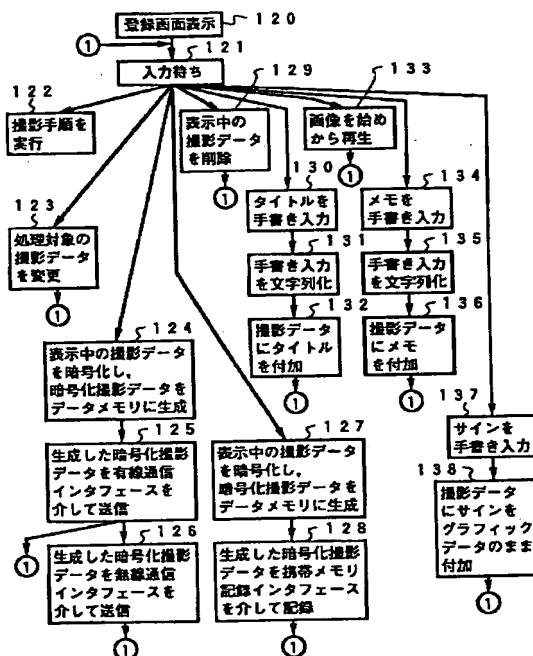 120
登録画面表示
①
121
入力待ち
122
撮影手順を
実行
129
表示中の
撮影データ
を削除
①
133
画像を始め
から再生
①
123
処理対象の
撮影データ
を変更
①
130
タイトルを
手書き入力
131
手書き入力
を文字列化
132
撮影データ
にタイトル
を付加
①
134
メモを
手書き入力
135
手書き入力
を文字列化
136
撮影データ
にメモ
を付加
①
124
表示中の撮影データ
を暗号化し,
暗号化撮影データを
データメモリに生成
125
生成した暗号化撮影
データを有線通信
インタフェースを
介して送信
①
126
生成した暗号化撮影
データを無線通信
インタフェースを
介して送信
①
127
表示中の撮影データ
を暗号化し,
暗号化撮影データを
データメモリに生成
128
生成した暗号化撮影
データを携帯メモリ
記録インタフェース
を介して記録
①
137
サインを
手書き入力
138
撮影データ
にサインを
グラフィック
データのまま
付加
①